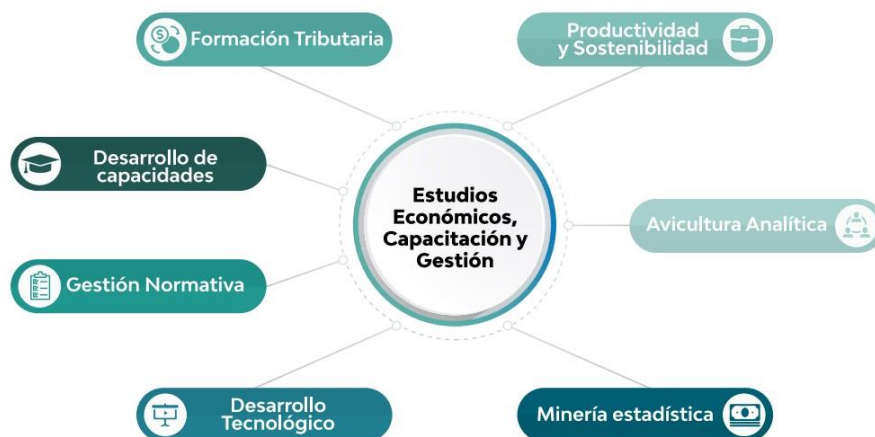 Formación Tributaria
Productividad
y Sostenibilidad
Desarrollo de
capacidades
Estudios
Económicos,
Capacitación y
Gestión
Avicultura Analítica
Gestión Normativa
Desarrollo
Tecnológico
Minería estadística